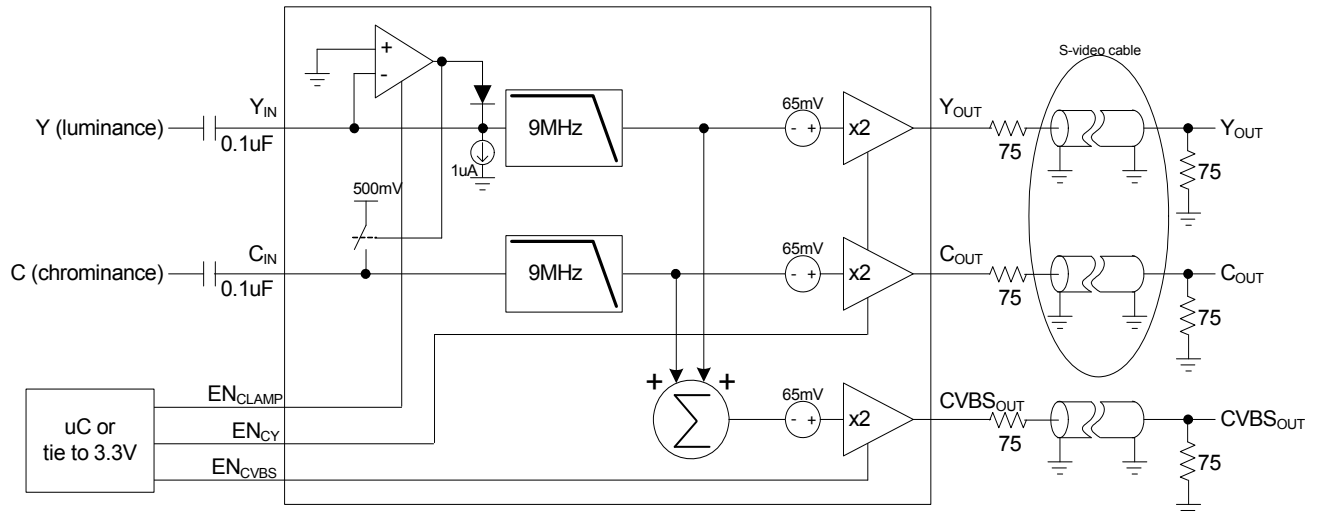 S-video cable
+
-
Y (luminance)
Y_IN
0.1uF
1uA
9MHz
65mV
- +
x2
Y_OUT
75
Y_OUT
75
500mV
C (chrominance)
C_IN
0.1uF
9MHz
65mV
- +
x2
C_OUT
75
C_OUT
75
+ +
Σ
65mV
- +
x2
CVBS_OUT
75
CVBS_OUT
75
uC or
tie to 3.3V
EN_CLAMP
EN_CY
EN_CVBS